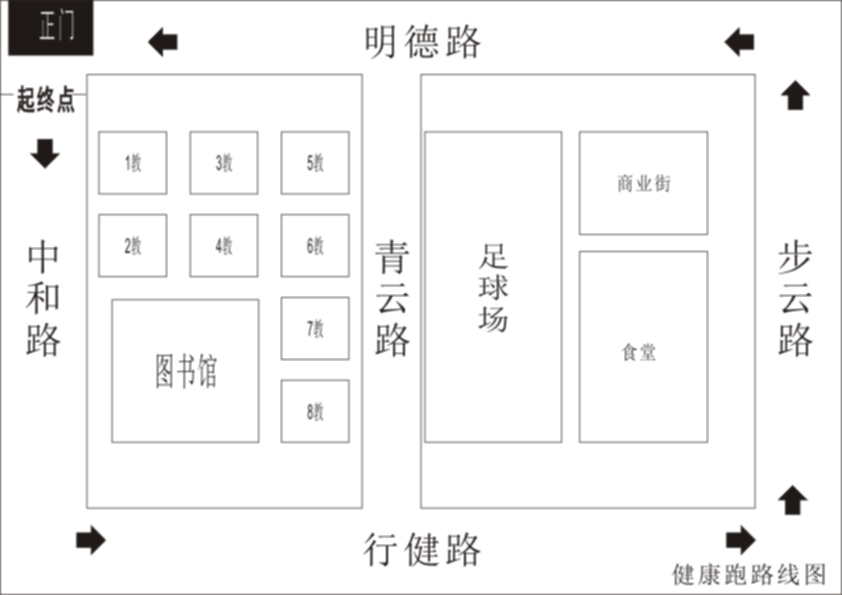 正门
明德路
起终点
1教
3教
5教
商业街
2教
4教
6教
中和路
青云路
足球场
步云路
7教
图书馆
食堂
8教
行健路
健康跑路线图